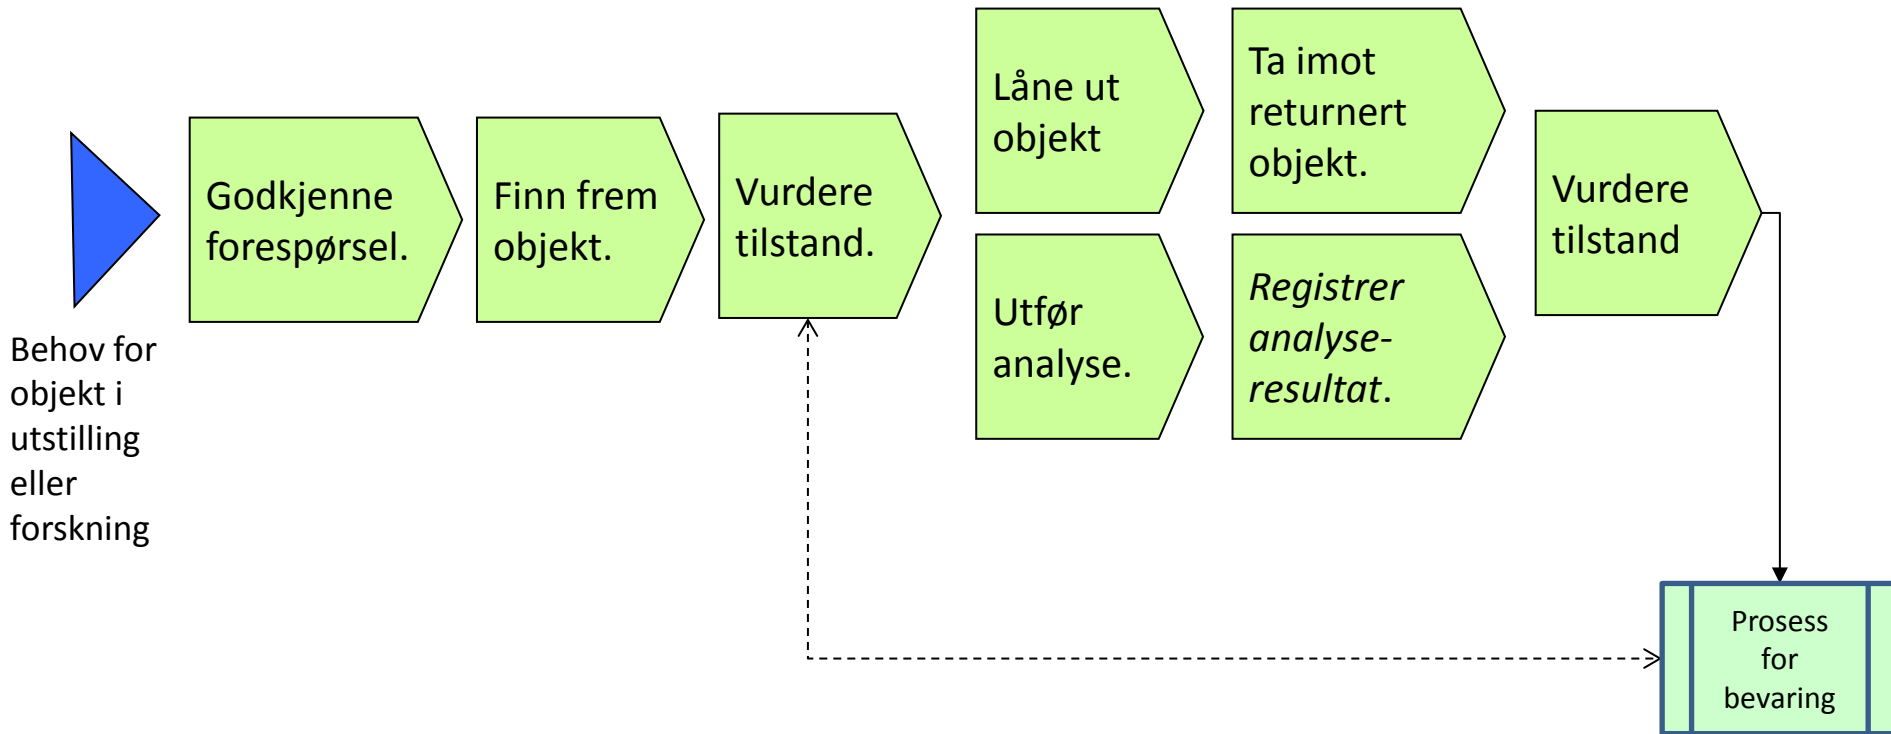 Behov for
objekt i
utstilling
eller
forskning
Godkjenne
forespørsel.
Finn frem
objekt.
Vurdere
tilstand.
Låne ut
objekt
Ta imot
returnert
objekt.
Utfør
analyse.
Registrer
analyse-
resultat.
Vurdere
tilstand
Prosess
for
bevaring